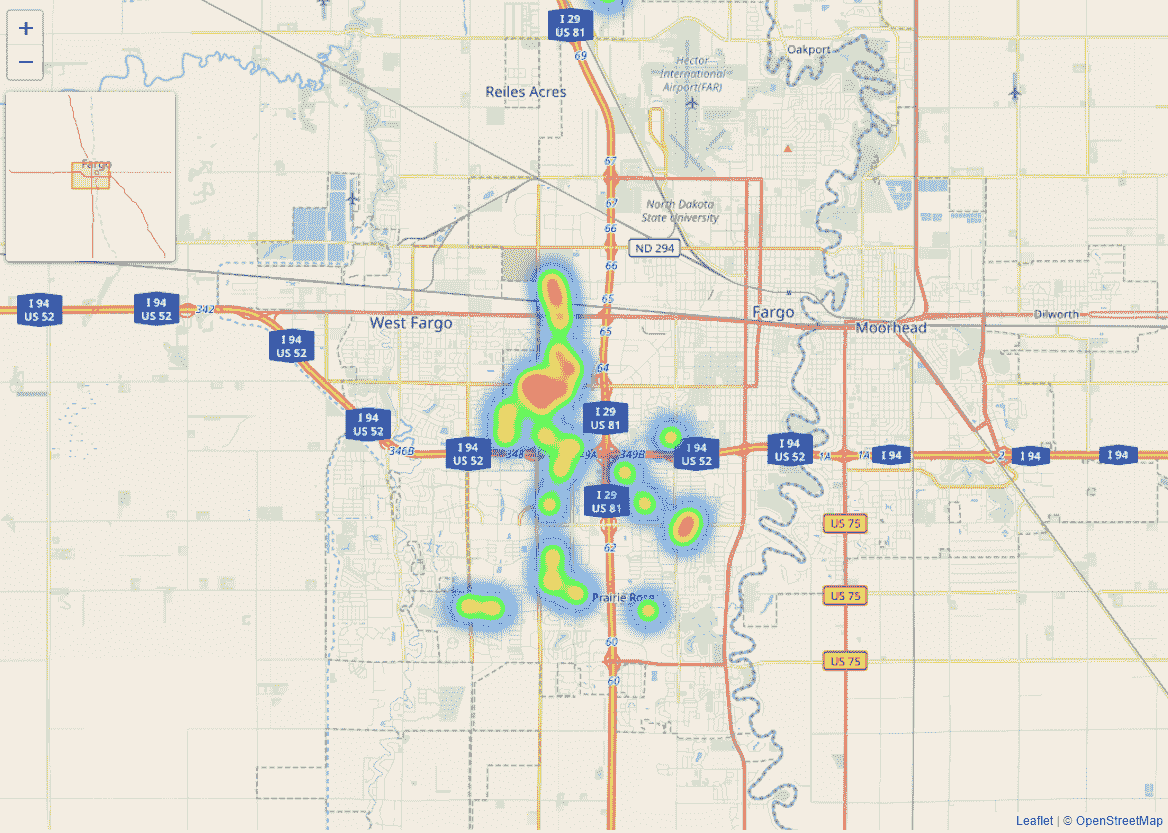 +
−
I 29
US 81
69
Oakport
Hector
International
Airport(FAR)
Reiles Acres
Fargo
67
67
North Dakota
State University
66
ND 294
66
65
I 94
US 52
I 94
US 52
342
West Fargo
Fargo
Moorhead
Dilworth
65
I 94
US 52
64
I 94
US 52
I 29
US 81
346B
I 94
US 52
348
349B
I 94
US 52
I 94
US 52
1A
1A
I 94
2
I 94
I 94
I 29
US 81
US 75
62
US 75
60
US 75
60
Leaflet | © OpenStreetMap